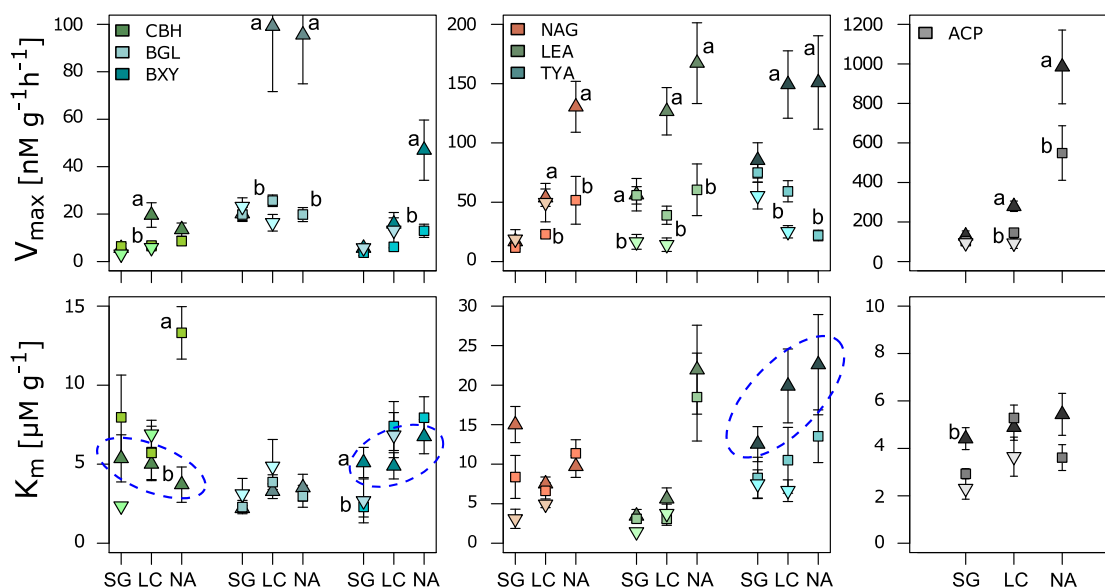 V_max [nM g^-1 h^-1]
100
80
60
40
20
0
CBH
BGL
BXY
a
b
a
b
a
b
a
200
150
100
50
0
NAG
LEA
TYA
a
b
a
b
a
b
a
a
b
a
b
a
b
1200
1000
800
600
400
200
0
ACP
a
b
a
b
K_m [µM g^-1]
15
10
5
0
a
b
a
b
SG LC NA SG LC NA SG LC NA
30
25
20
15
10
5
0
SG LC NA SG LC NA SG LC NA
10
8
6
4
2
0
b
SG LC NA